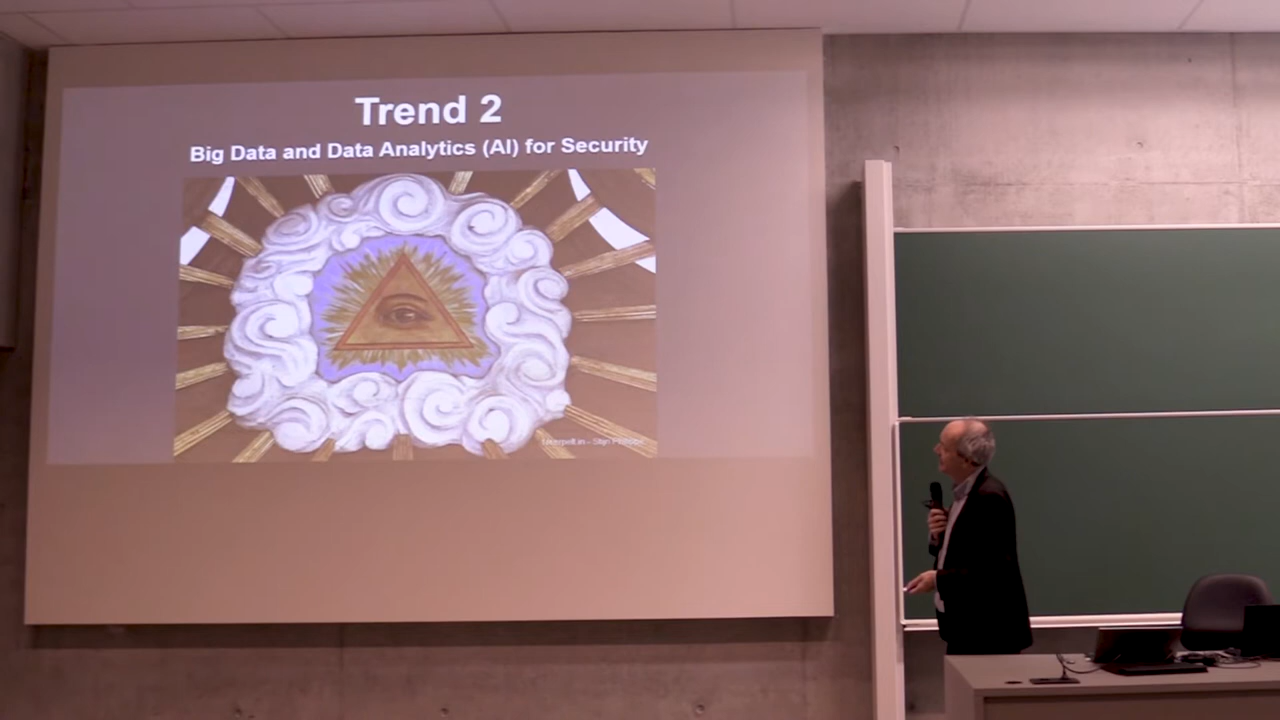 Trend 2
Big Data and Data Analytics (AI) for Security